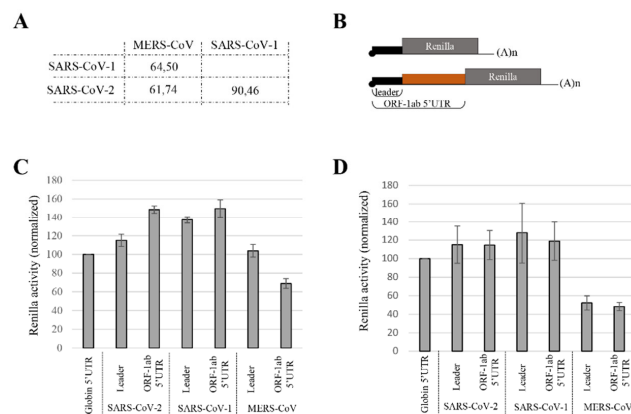 A
MERS-CoV SARS-CoV-1
SARS-CoV-1 64,50
SARS-CoV-2 61,74 90,46
B
Renilla
(A)n
Renilla
(A)n
leader
ORF-1ab 5'UTR
C
Renilla activity (normalized)
180
160
140
120
100
80
60
40
20
0
Globin 5'UTR
Leader
ORF-1ab 5'UTR
Leader
ORF-1ab 5'UTR
Leader
ORF-1ab 5'UTR
SARS-CoV-2 SARS-CoV-1 MERS-CoV
D
Renilla activity (normalized)
180
160
140
120
100
80
60
40
20
0
Globin 5'UTR
Leader
ORF-1ab 5'UTR
Leader
ORF-1ab 5'UTR
Leader
ORF-1ab 5'UTR
SARS-CoV-2 SARS-CoV-1 MERS-CoV